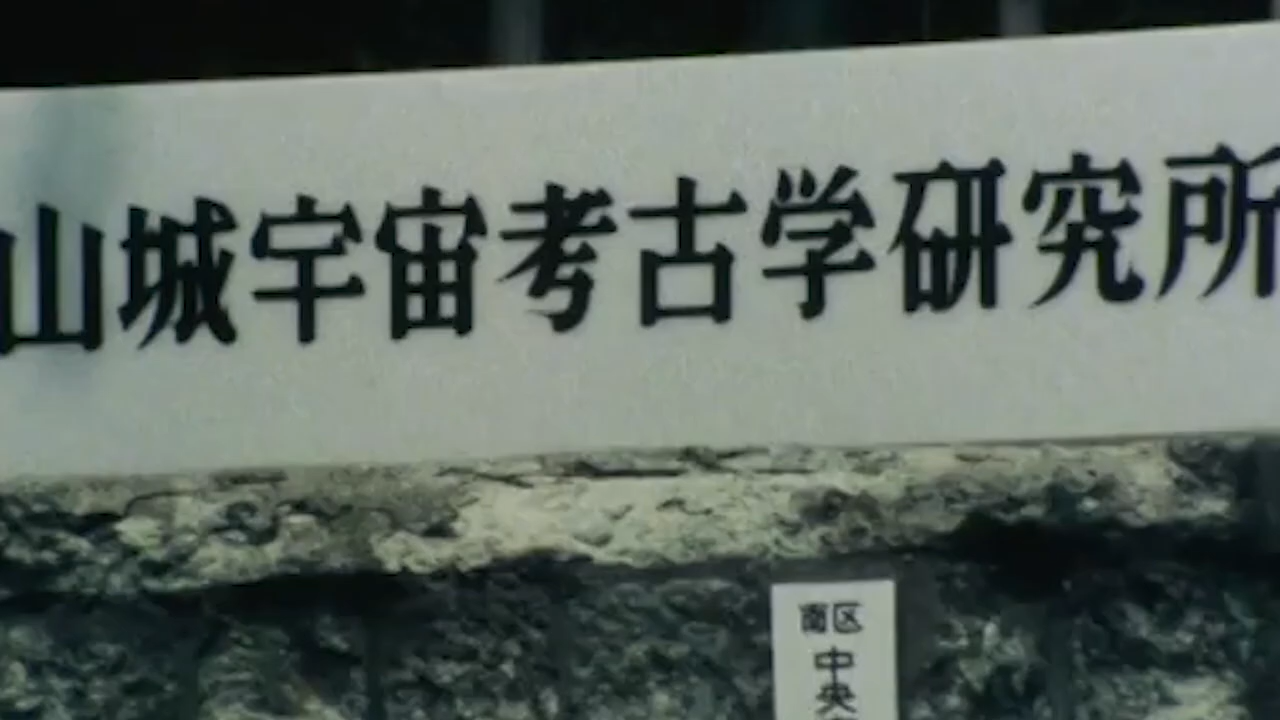 山城宇宙考古学研究所
南区
中
央